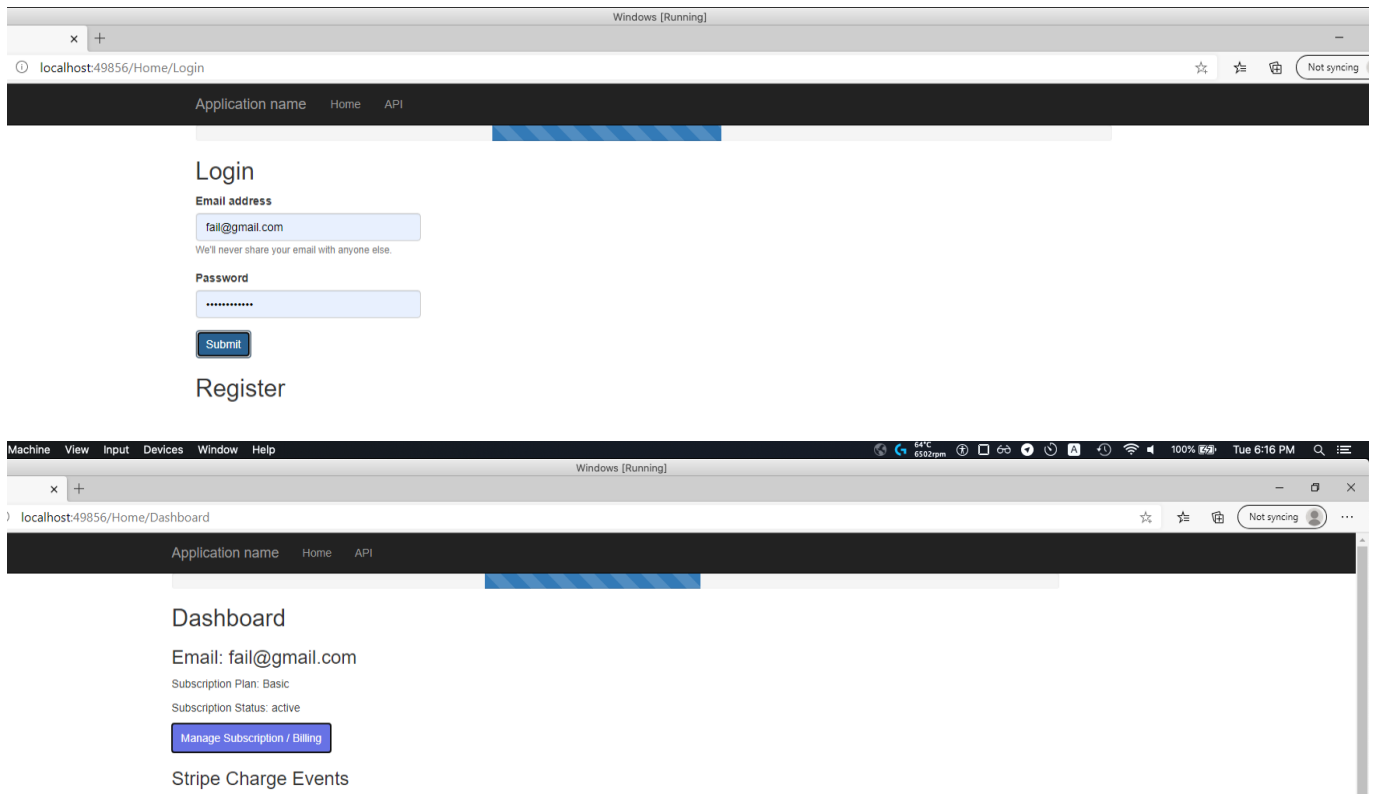 Windows [Running]
localhost:49856/Home/Login
Not syncing
Application name Home API
Login
Email address
fail@gmail.com
We'll never share your email with anyone else.
Password
Submit
Register
Machine View Input Devices Window Help
64°C
6502rpm
A
100%
Tue 6:16 PM
Windows [Running]
localhost:49856/Home/Dashboard
Not syncing
Application name Home API
Dashboard
Email: fail@gmail.com
Subscription Plan: Basic
Subscription Status: active
Manage Subscription / Billing
Stripe Charge Events